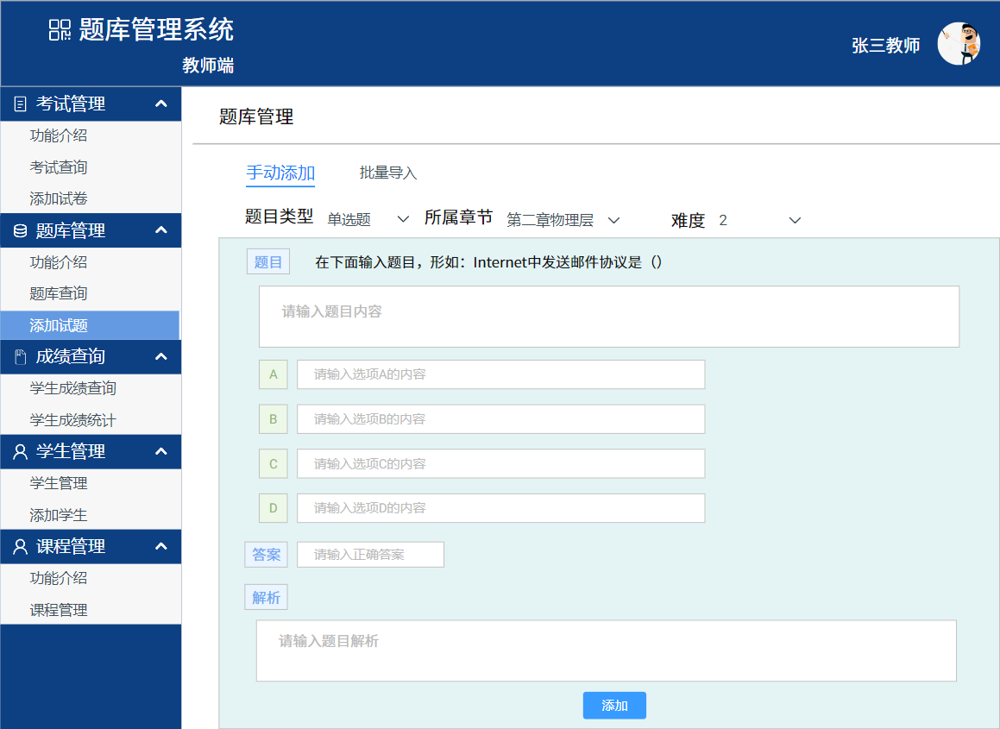 题库管理系统
教师端
张三教师
考试管理
功能介绍
考试查询
添加试卷
题库管理
功能介绍
题库查询
添加试题
成绩查询
学生成绩查询
学生成绩统计
学生管理
学生管理
添加学生
课程管理
功能介绍
课程管理
题库管理
手动添加 批量导入
题目类型 单选题 所属章节 第二章物理层 难度 2
题目 在下面输入题目，形如：Internet中发送邮件协议是（）
请输入题目内容
A 请输入选项A的内容
B 请输入选项B的内容
C 请输入选项C的内容
D 请输入选项D的内容
答案 请输入正确答案
解析
请输入题目解析
添加